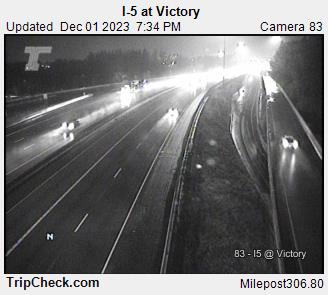 I-5 at Victory
Updated Dec 01 2023 7:34 PM Camera 83
T
N
83 - I5 @ Victory
TripCheck.com Milepost306.80